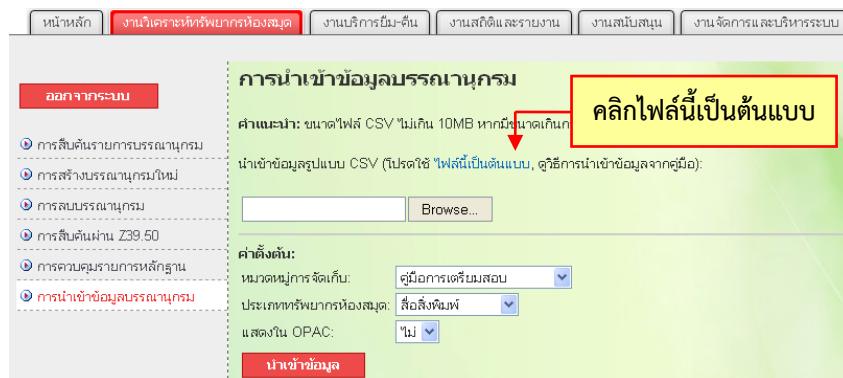 หน้าหลัก งานวิเคราะห์ทรัพยากรห้องสมุด งานบริการยืม-คืน งานสถิติและรายงาน งานสนับสนุน งานจัดการและบริหารระบบ
ออกจากระบบ
การสืบค้นรายการบรรณานุกรม
การสร้างบรรณานุกรมใหม่
การลบบรรณานุกรม
การสืบค้นผ่าน Z39.50
การควบคุมรายการหลักฐาน
การนำเข้าข้อมูลบรรณานุกรม
การนำเข้าข้อมูลบรรณานุกรม
คลิกไฟล์นี้เป็นต้นแบบ
คำแนะนำ: ขนาดไฟล์ CSV ไม่เกิน 10MB หากมีขนาดเกินก
นำเข้าข้อมูลรูปแบบ CSV (โปรดใช้ ไฟล์นี้เป็นต้นแบบ, ดูวิธีการนำเข้าข้อมูลจากคู่มือ):
Browse...
ค่าตั้งต้น:
หมวดหมู่การจัดเก็บ: คู่มือการเตรียมสอบ
ประเภททรัพยากรห้องสมุด: สื่อสิ่งพิมพ์
แสดงใน OPAC: ไม่
นำเข้าข้อมูล